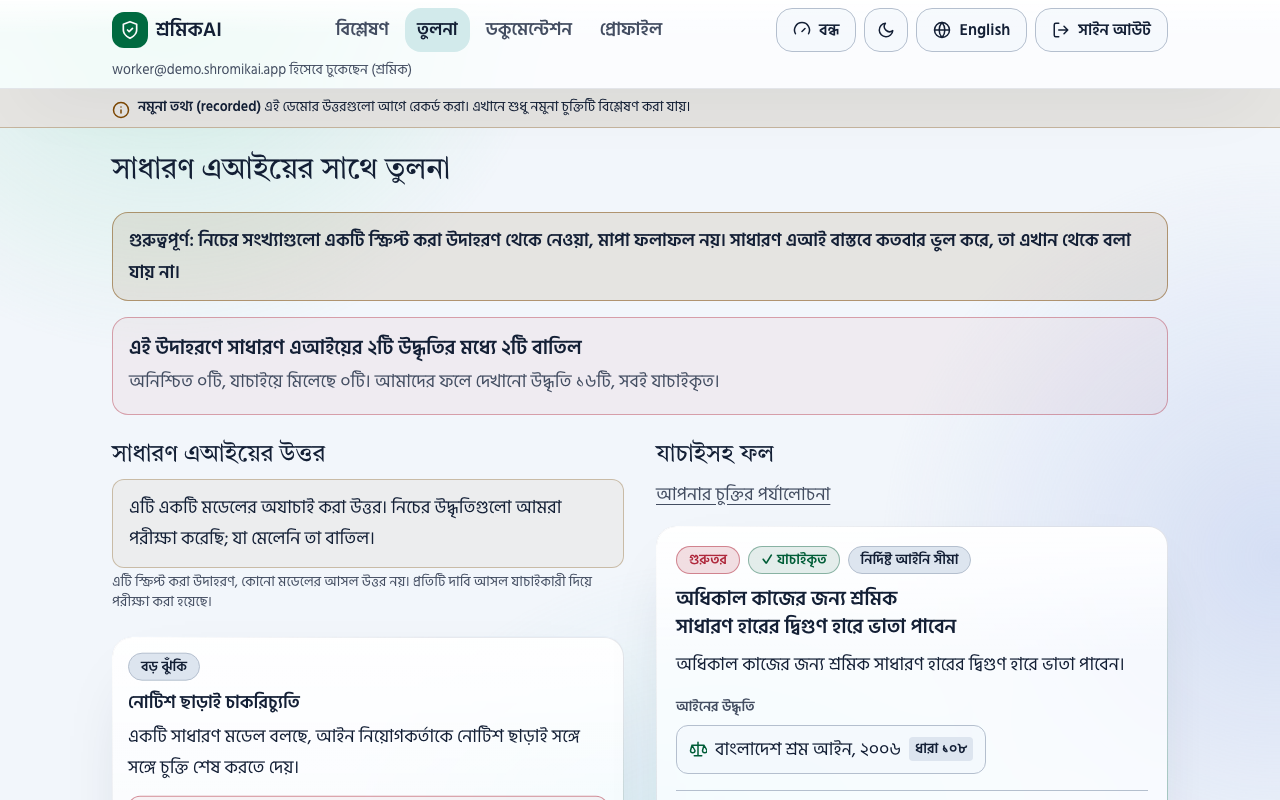 শ্রমিকAI
বিশ্লেষণ
তুলনা
ডকুমেন্টেশন
প্রোফাইল
বন্ধ
English
সাইন আউট
worker@demo.shromikai.app হিসেবে ঢুকেছেন (শ্রমিক)
নমুনা তথ্য (recorded) এই ডেমোর উত্তরগুলো আগে রেকর্ড করা। এখানে শুধু নমুনা চুক্তিটি বিশ্লেষণ করা যায়।
সাধারণ এআইয়ের সাথে তুলনা
গুরুত্বপূর্ণ: নিচের সংখ্যাগুলো একটি স্ক্রিপ্ট করা উদাহরণ থেকে নেওয়া, মাপা ফলাফল নয়। সাধারণ এআই বাস্তবে কতবার ভুল করে, তা এখান থেকে বলা
যায় না।
এই উদাহরণে সাধারণ এআইয়ের ২টি উদ্ধৃতির মধ্যে ২টি বাতিল
অনিশ্চিত ০টি, যাচাইয়ে মিলেছে ০টি। আমাদের ফলে দেখানো উদ্ধৃতি ১৬টি, সবই যাচাইকৃত।
সাধারণ এআইয়ের উত্তর
এটি একটি মডেলের অযাচাই করা উত্তর। নিচের উদ্ধৃতিগুলো আমরা
পরীক্ষা করেছি; যা মেলেনি তা বাতিল।
এটি স্ক্রিপ্ট করা উদাহরণ, কোনো মডেলের আসল উত্তর নয়। প্রতিটি দাবি আসল যাচাইকারী দিয়ে
পরীক্ষা করা হয়েছে।
বড় ঝুঁকি
নোটিশ ছাড়াই চাকরিচ্যুতি
একটি সাধারণ মডেল বলছে, আইন নিয়োগকর্তাকে নোটিশ ছাড়াই সঙ্গে
সঙ্গে চুক্তি শেষ করতে দেয়।
যাচাইসহ ফল
আপনার চুক্তির পর্যালোচনা
গুরুতর
✓ যাচাইকৃত
নির্দিষ্ট আইনি সীমা
অধিকাল কাজের জন্য শ্রমিক
সাধারণ হারের দ্বিগুণ হারে ভাতা পাবেন
অধিকাল কাজের জন্য শ্রমিক সাধারণ হারের দ্বিগুণ হারে ভাতা পাবেন।
আইনের উদ্ধৃতি
বাংলাদেশ শ্রম আইন, ২০০৬ ধারা ১০৮